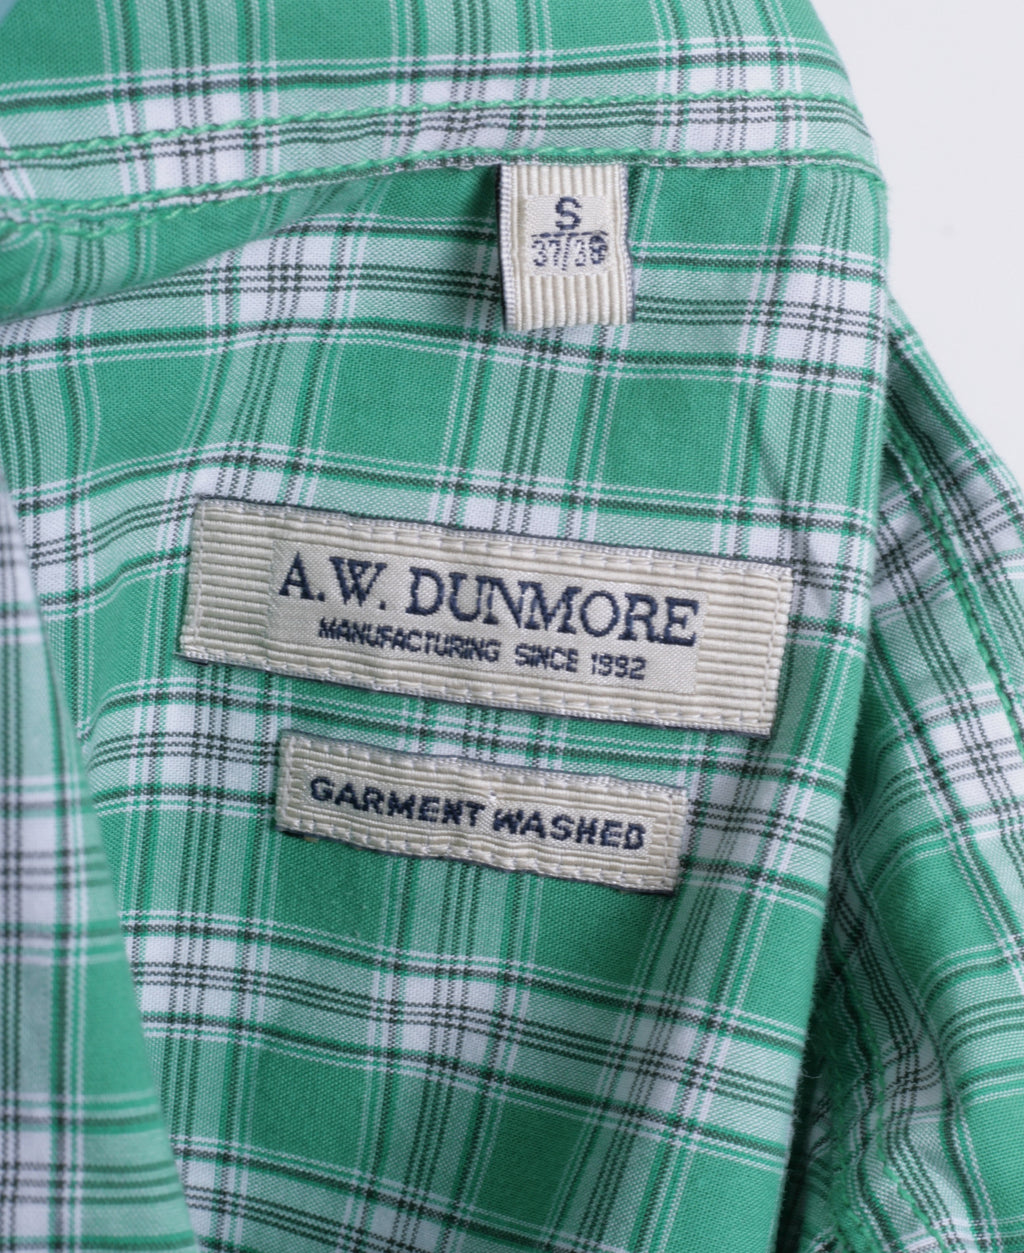 S
37/38
A.W. DUNMORE
MANUFACTURING SINCE 1992
GARMENT WASHED